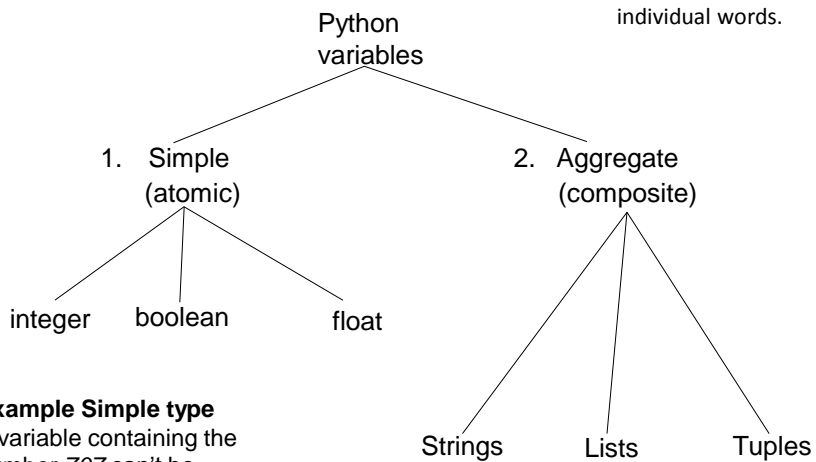 individual words.
Python
variables
1. Simple
(atomic)
2. Aggregate
(composite)
integer
boolean
float
xample Simple type
variable containing the
Strings
Lists
Tuples